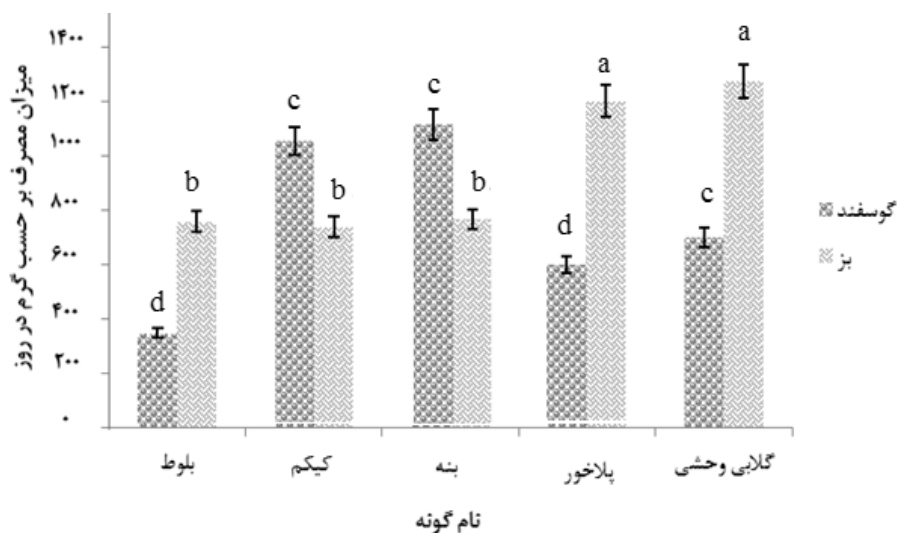 میزان مصرف بر حسب گرم در روز
۱۴۰۰
۱۲۰۰
۱۰۰۰
۸۰۰
۶۰۰
۴۰۰
۲۰۰
۰
d b c b c b d a c a
گوسفند
بز
بلوط کیکم بنه پلاخور گلابی وحشی
نام گونه